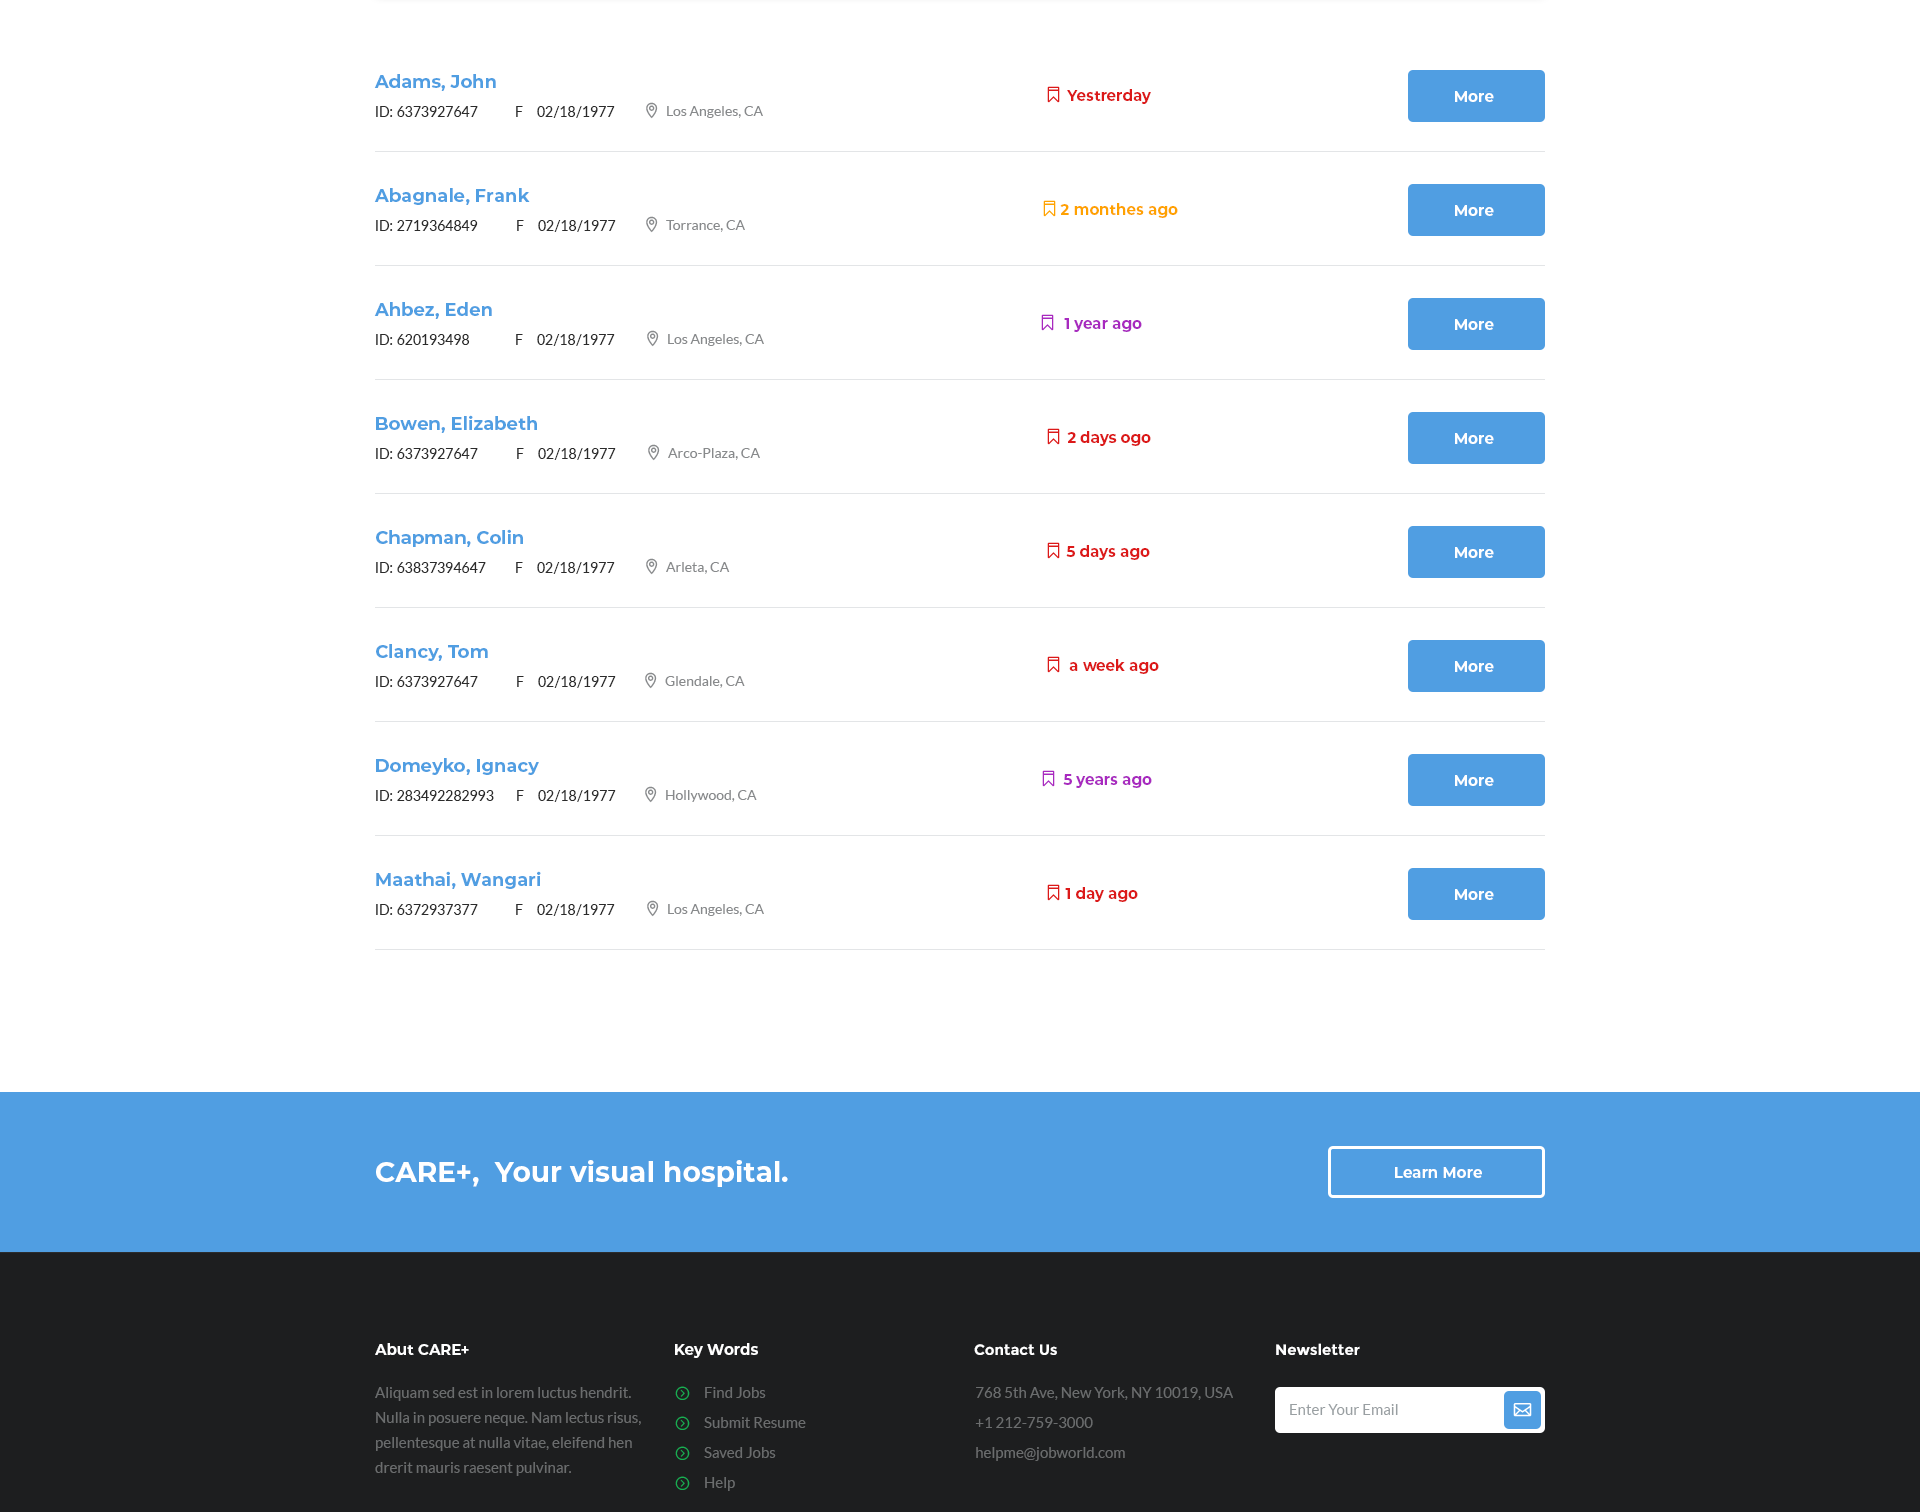 Adams, John
ID: 6373927647 F 02/18/1977 Los Angeles, CA
Yestrerday
More
Abagnale, Frank
ID: 2719364849 F 02/18/1977 Torrance, CA
2 monthes ago
More
Ahbez, Eden
ID: 620193498 F 02/18/1977 Los Angeles, CA
1 year ago
More
Bowen, Elizabeth
ID: 6373927647 F 02/18/1977 Arco-Plaza, CA
2 days ogo
More
Chapman, Colin
ID: 63837394647 F 02/18/1977 Arleta, CA
5 days ago
More
Clancy, Tom
ID: 6373927647 F 02/18/1977 Glendale, CA
a week ago
More
Domeyko, Ignacy
ID: 283492282993 F 02/18/1977 Hollywood, CA
5 years ago
More
Maathai, Wangari
ID: 6372937377 F 02/18/1977 Los Angeles, CA
1 day ago
More
CARE+, Your visual hospital.
Learn More
Abut CARE+
Aliquam sed est in lorem luctus hendrit.
Nulla in posuere neque. Nam lectus risus,
pellentesque at nulla vitae, eleifend hen
drerit mauris raesent pulvinar.
Key Words
Find Jobs
Submit Resume
Saved Jobs
Help
Contact Us
768 5th Ave, New York, NY 10019, USA
+1 212-759-3000
helpme@jobworld.com
Newsletter
Enter Your Email